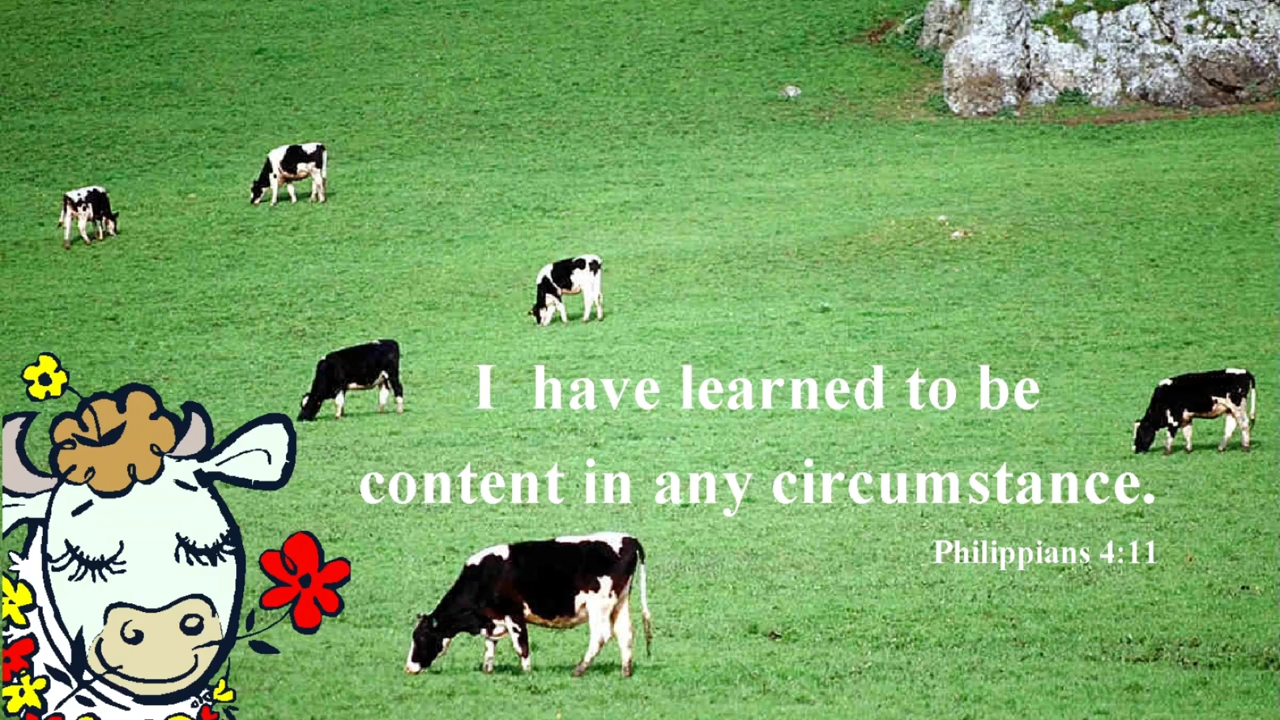 I have learned to be
content in any circumstance.
Philippians 4:11